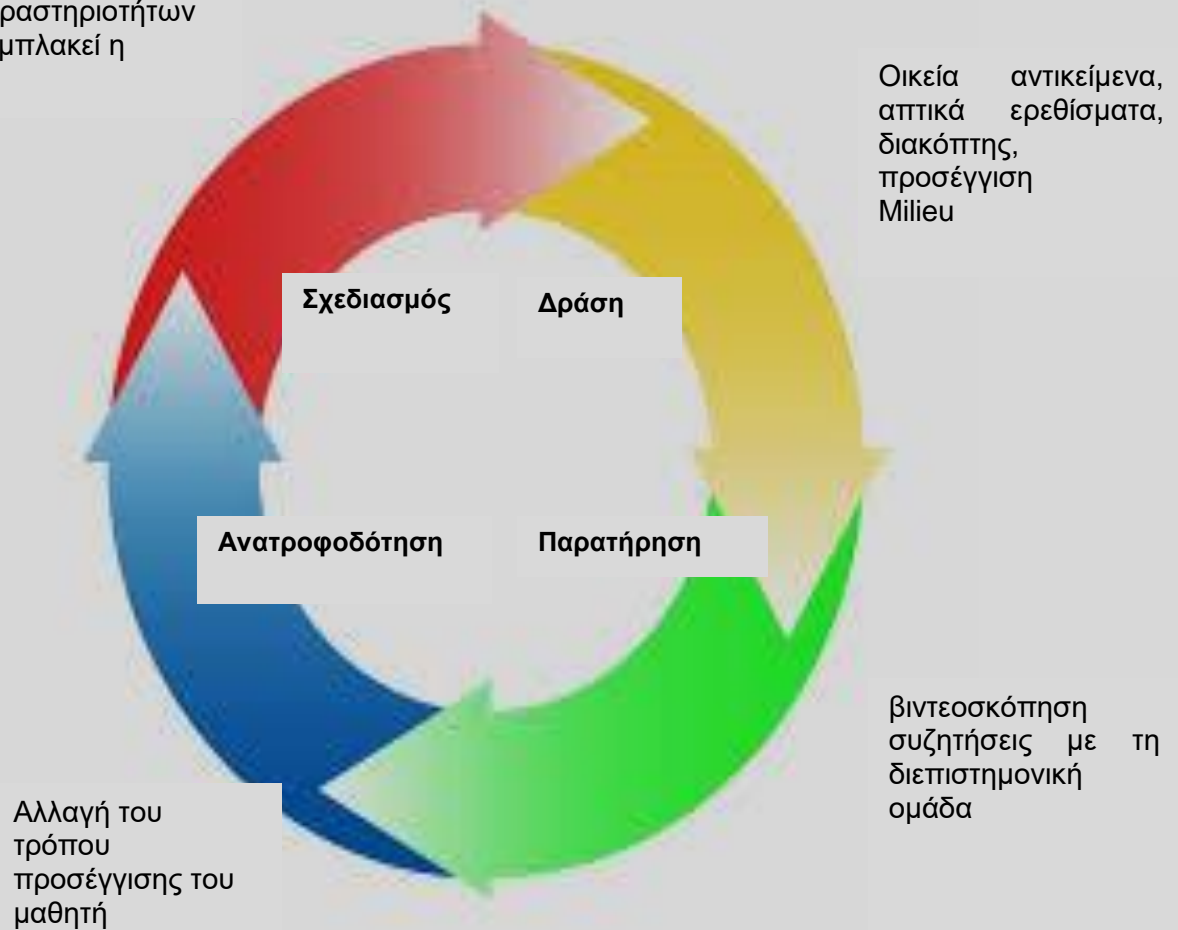 μπλακεί η
Οικεία αντικείμενα,
απτικά ερεθίσματα,
διακόπτης,
προσέγγιση
Milieu
Σχεδιασμός
Δράση
Ανατροφοδότηση
Παρατήρηση
βιντεοσκόπηση
συζητήσεις με τη
διεπιστημονική
ομάδα
Αλλαγή του
τρόπου
προσέγγισης του
μαθητή